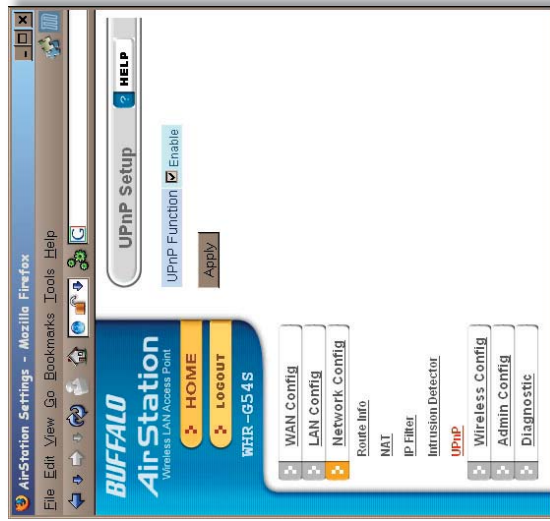 AirStation Settings - Mozilla Firefox
File Edit View Go Bookmarks Tools Help
G
BUFFALO
AirStation
Wireless LAN Access Point
HOME
LOGOUT
WHR-G54S
WAN Config
LAN Config
Network Config
Route Info
NAT
IP Filter
Intrusion Detector
UPnP
Wireless Config
Admin Config
Diagnostic
UPnP Setup
? HELP
UPnP Function Enable
Apply